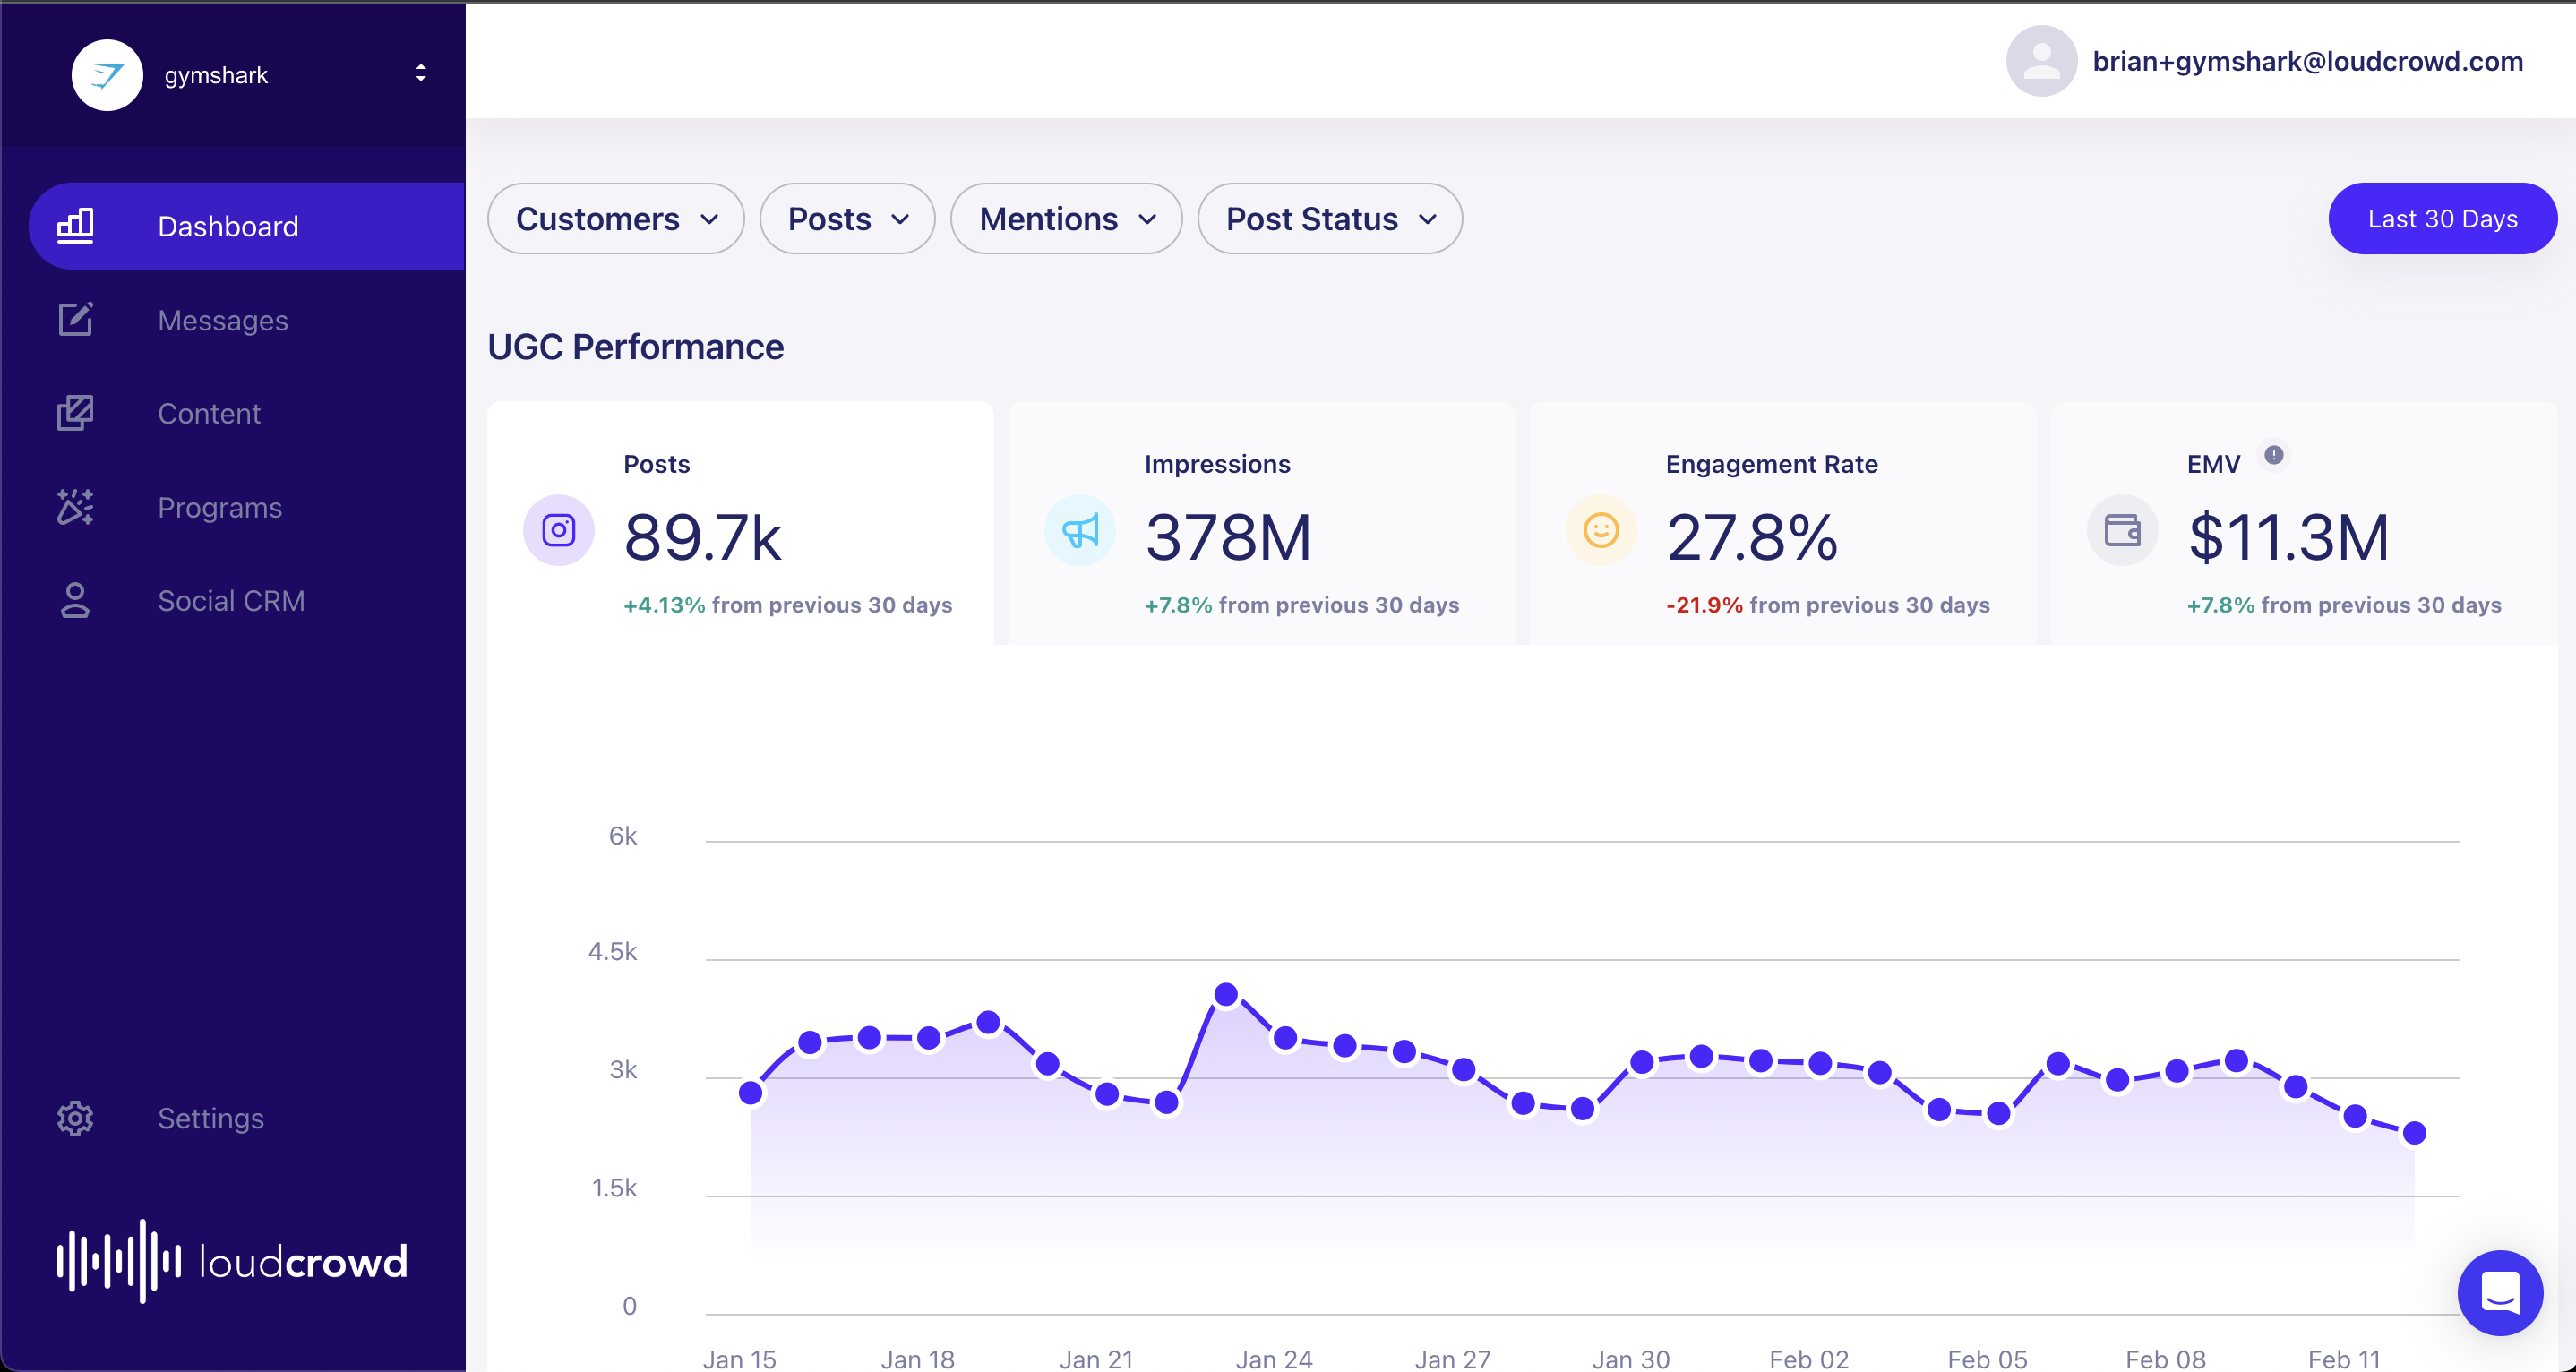 gymshark
brian+gymshark@loudcrowd.com
Dashboard
Messages
Content
Programs
Social CRM
Settings
loudcrowd
Customers
Posts
Mentions
Post Status
Last 30 Days
UGC Performance
Posts
89.7k
+4.13% from previous 30 days
Impressions
378M
+7.8% from previous 30 days
Engagement Rate
27.8%
-21.9% from previous 30 days
EMV
$11.3M
+7.8% from previous 30 days
6k
4.5k
3k
1.5k
0
Jan 15
Jan 18
Jan 21
Jan 24
Jan 27
Jan 30
Feb 02
Feb 05
Feb 08
Feb 11